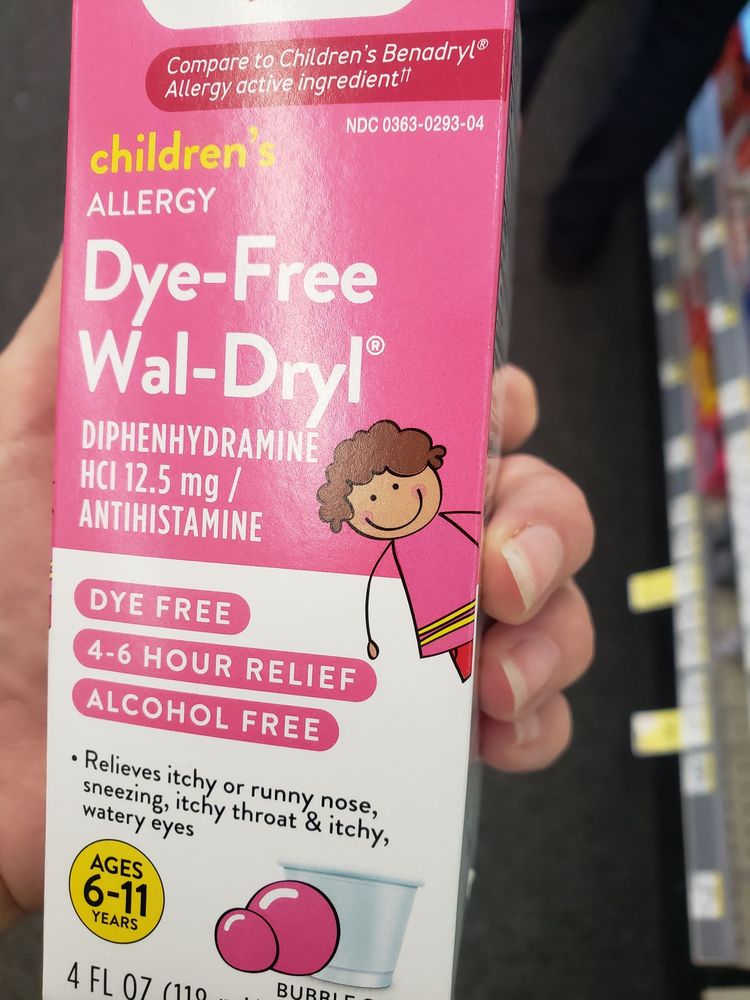 Compare to Children's Benadryl®
Allergy active ingredient††
NDC 0363-0293-04
children's
ALLERGY
Dye-Free
Wal-Dryl®
DIPHENHYDRAMINE
HCl 12.5 mg /
ANTIHISTAMINE
DYE FREE
4-6 HOUR RELIEF
ALCOHOL FREE
• Relieves itchy or runny nose,
sneezing, itchy throat & itchy,
watery eyes
AGES
6-11
YEARS
4 FL OZ (118